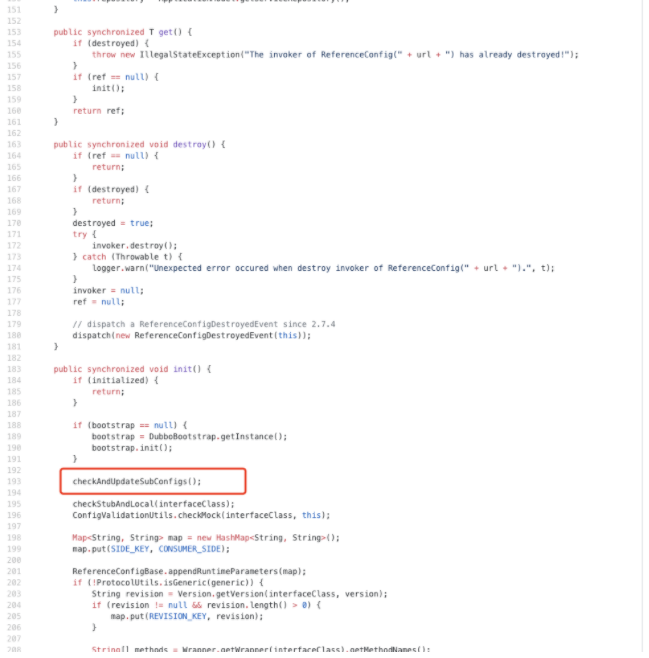 151 }
152
153 public synchronized T get() {
154 if (destroyed) {
155 throw new IllegalStateException("The invoker of ReferenceConfig(" + url + ") has already destroyed!");
156 }
157 if (ref == null) {
158 init();
159 }
160 return ref;
161 }
162
163 public synchronized void destroy() {
164 if (ref == null) {
165 return;
166 }
167 if (destroyed) {
168 return;
169 }
170 destroyed = true;
171 try {
172 invoker.destroy();
173 } catch (Throwable t) {
174 logger.warn("Unexpected error occured when destroy invoker of ReferenceConfig(" + url + ").", t);
175 }
176 invoker = null;
177 ref = null;
178
179 // dispatch a ReferenceConfigDestroyedEvent since 2.7.4
180 dispatch(new ReferenceConfigDestroyedEvent(this));
181 }
182
183 public synchronized void init() {
184 if (initialized) {
185 return;
186 }
187
188 if (bootstrap == null) {
189 bootstrap = DubboBootstrap.getInstance();
190 bootstrap.init();
191 }
192
193 checkAndUpdateSubConfigs();
194
195 checkStubAndLocal(interfaceClass);
196 ConfigValidationUtils.checkMock(interfaceClass, this);
197
198 Map<String, String> map = new HashMap<String, String>();
199 map.put(SIDE_KEY, CONSUMER_SIDE);
200
201 ReferenceConfigBase.appendRuntimeParameters(map);
202 if (!ProtocolUtils.isGeneric(generic)) {
203 String revision = Version.getVersion(interfaceClass, version);
204 if (revision != null && revision.length() > 0) {
205 map.put(REVISION_KEY, revision);
206 }
207
208 String[] methods = Wrapper.getWrapper(interfaceClass).getMethodNames();